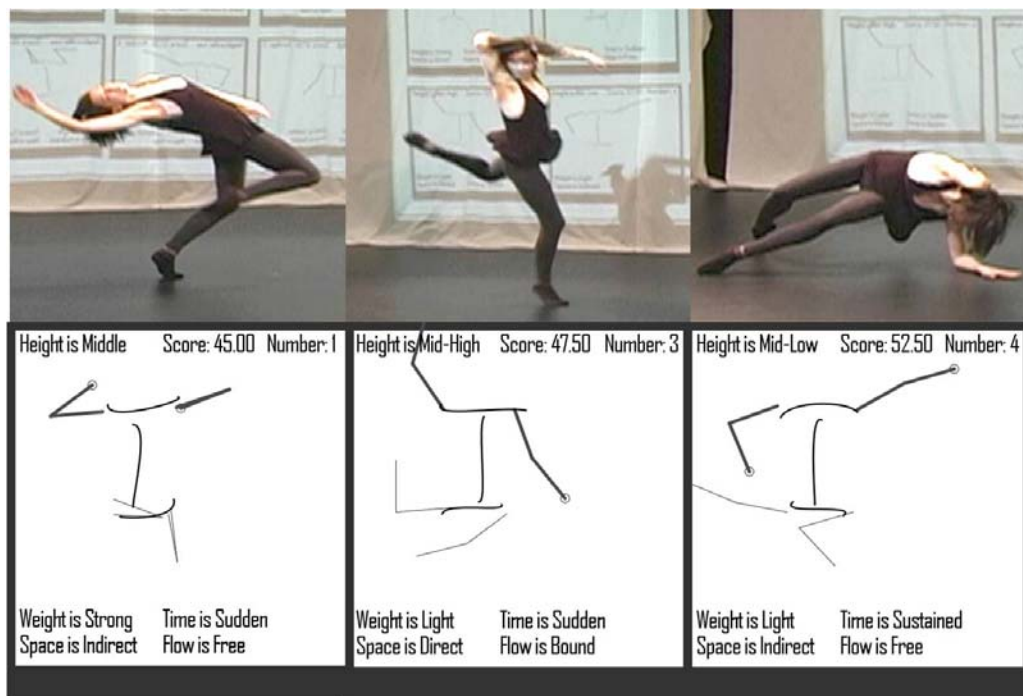 Height is Middle Score: 45.00 Number: 1
Weight is Strong Time is Sudden
Space is Indirect Flow is Free
Height is Mid-High Score: 47.50 Number: 3
Weight is Light Time is Sudden
Space is Direct Flow is Bound
Height is Mid-Low Score: 52.50 Number: 4
Weight is Light Time is Sustained
Space is Indirect Flow is Free